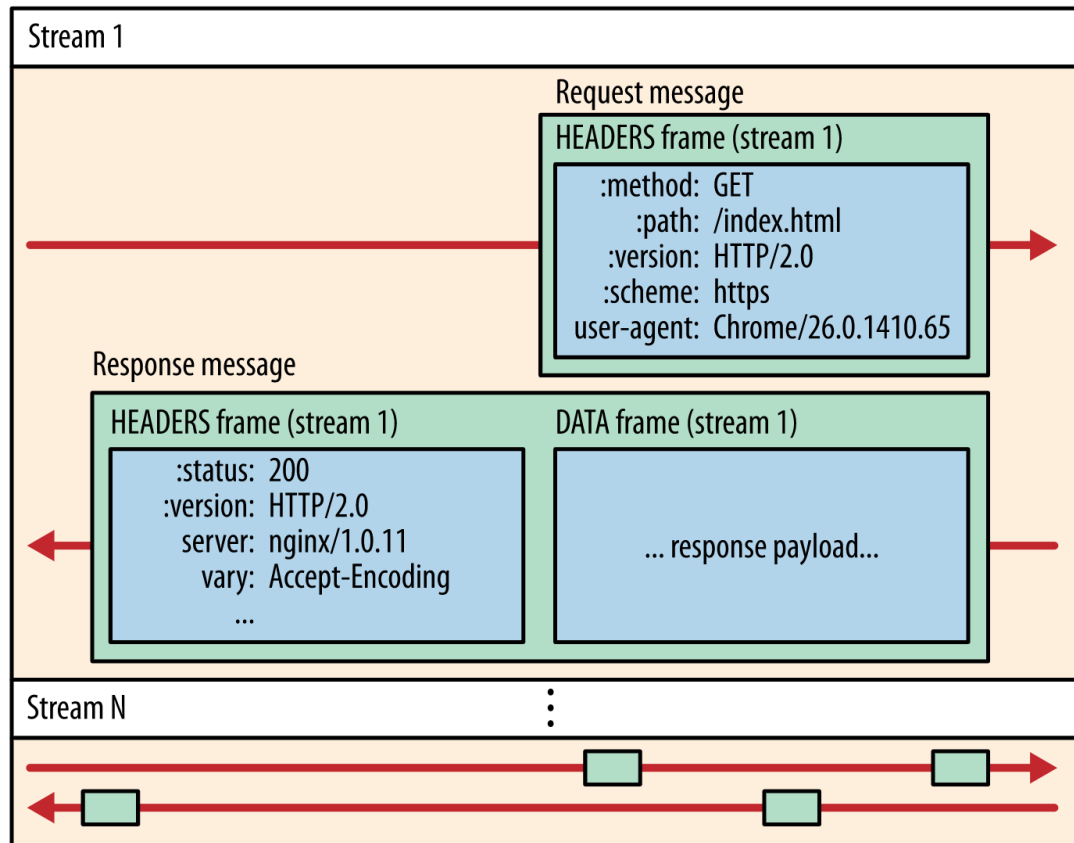 Stream 1
Request message
HEADERS frame (stream 1)
:method: GET
:path: /index.html
:version: HTTP/2.0
:scheme: https
user-agent: Chrome/26.0.1410.65
Response message
HEADERS frame (stream 1)
:status: 200
:version: HTTP/2.0
server: nginx/1.0.11
vary: Accept-Encoding
...
DATA frame (stream 1)
... response payload...
Stream N